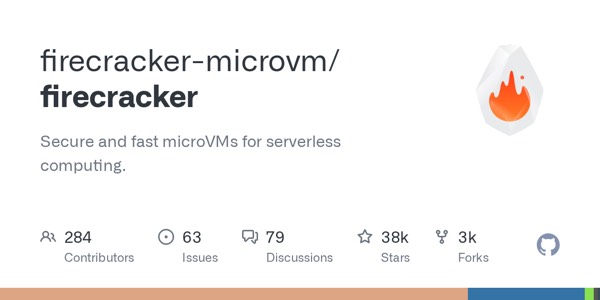 firecracker-microvm/
firecracker
Secure and fast microVMs for serverless
computing.
284 63 79 38k 3k
Contributors Issues Discussions Stars Forks